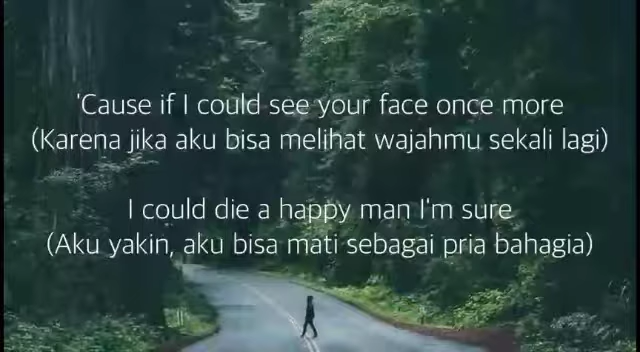 'Cause if I could see your face once more
(Karena jika aku bisa melihat wajahmu sekali lagi)
I could die a happy man I'm sure
(Aku yakin, aku bisa mati sebagai pria bahagia)